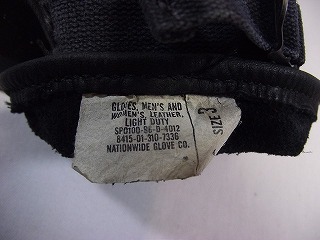 GLOVES, MEN'S AND
WOMEN'S, LEATHER,
LIGHT DUTY
SPO100-96-D-4012
8415-01-310-7336
NATIONWIDE GLOVE CO.
SIZE 3